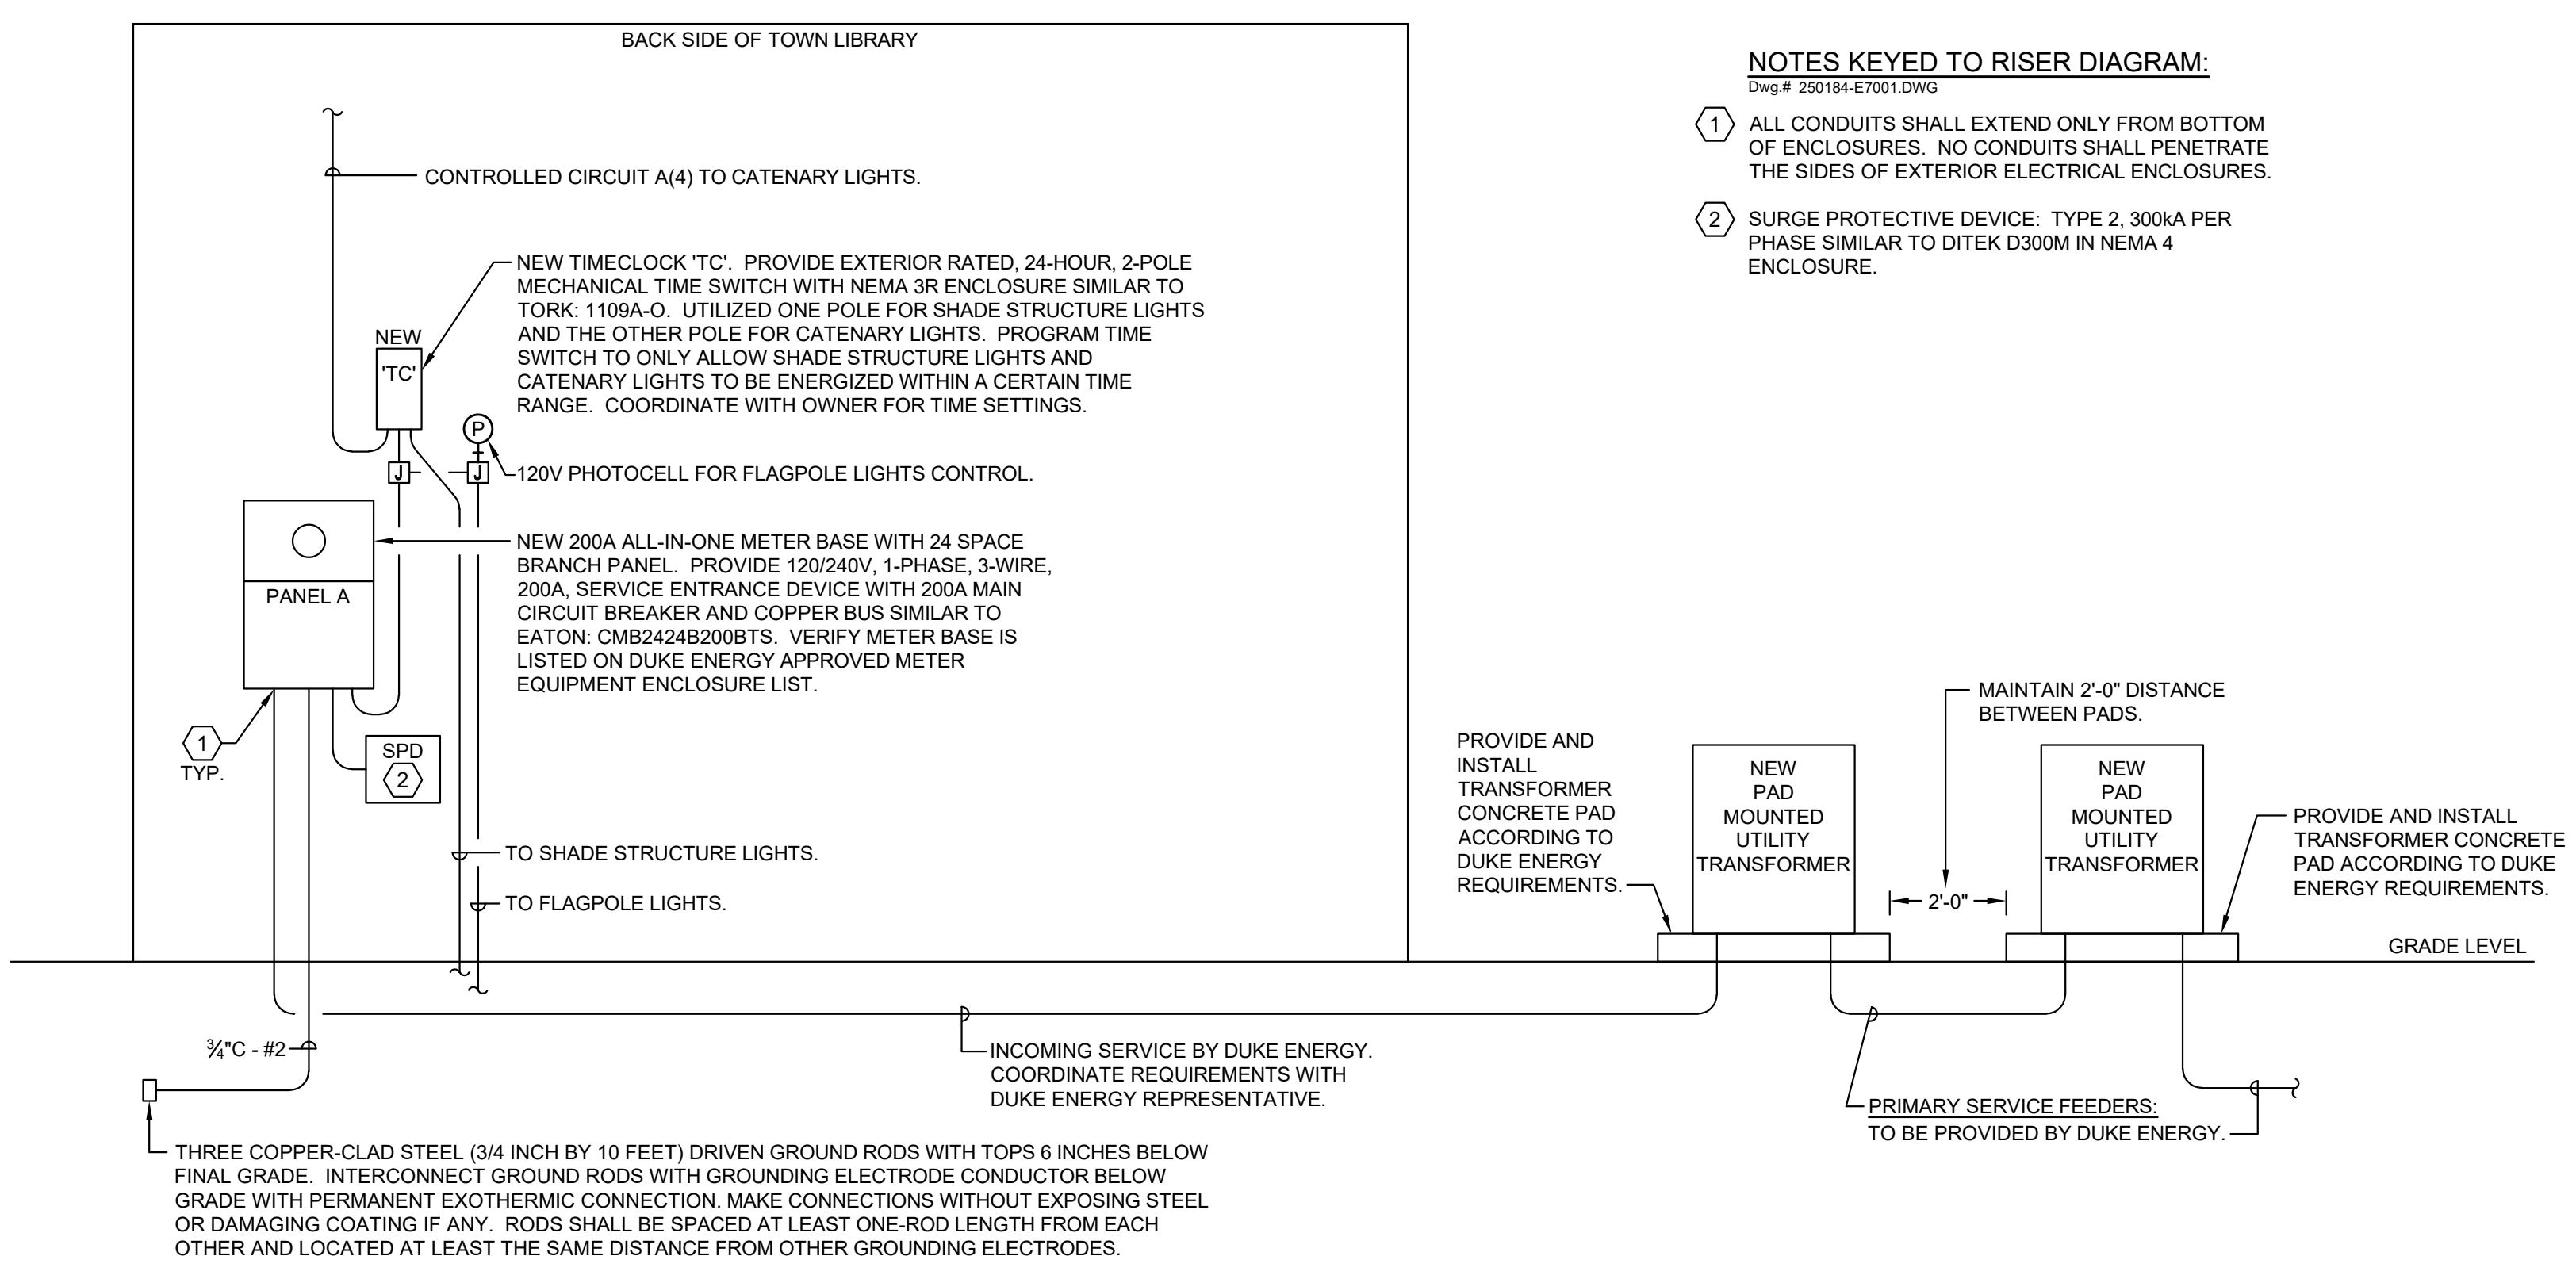 BACK SIDE OF TOWN LIBRARY
CONTROLLED CIRCUIT A(4) TO CATENARY LIGHTS.
NEW TIMECLOCK 'TC'. PROVIDE EXTERIOR RATED, 24-HOUR, 2-POLE
MECHANICAL TIME SWITCH WITH NEMA 3R ENCLOSURE SIMILAR TO
TORK: 1109A-O. UTILIZED ONE POLE FOR SHADE STRUCTURE LIGHTS
AND THE OTHER POLE FOR CATENARY LIGHTS. PROGRAM TIME
SWITCH TO ONLY ALLOW SHADE STRUCTURE LIGHTS AND
CATENARY LIGHTS TO BE ENERGIZED WITHIN A CERTAIN TIME
RANGE. COORDINATE WITH OWNER FOR TIME SETTINGS.
NEW
'TC'
P
J
J
120V PHOTOCELL FOR FLAGPOLE LIGHTS CONTROL.
NEW 200A ALL-IN-ONE METER BASE WITH 24 SPACE
BRANCH PANEL. PROVIDE 120/240V, 1-PHASE, 3-WIRE,
200A, SERVICE ENTRANCE DEVICE WITH 200A MAIN
CIRCUIT BREAKER AND COPPER BUS SIMILAR TO
EATON: CMB2424B200BTS. VERIFY METER BASE IS
LISTED ON DUKE ENERGY APPROVED METER
EQUIPMENT ENCLOSURE LIST.
PANEL A
1
TYP.
SPD
2
TO SHADE STRUCTURE LIGHTS.
TO FLAGPOLE LIGHTS.
¾"C - #2
INCOMING SERVICE BY DUKE ENERGY.
COORDINATE REQUIREMENTS WITH
DUKE ENERGY REPRESENTATIVE.
THREE COPPER-CLAD STEEL (3/4 INCH BY 10 FEET) DRIVEN GROUND RODS WITH TOPS 6 INCHES BELOW
FINAL GRADE. INTERCONNECT GROUND RODS WITH GROUNDING ELECTRODE CONDUCTOR BELOW
GRADE WITH PERMANENT EXOTHERMIC CONNECTION. MAKE CONNECTIONS WITHOUT EXPOSING STEEL
OR DAMAGING COATING IF ANY. RODS SHALL BE SPACED AT LEAST ONE-ROD LENGTH FROM EACH
OTHER AND LOCATED AT LEAST THE SAME DISTANCE FROM OTHER GROUNDING ELECTRODES.
NOTES KEYED TO RISER DIAGRAM:
Dwg.# 250184-E7001.DWG
1 ALL CONDUITS SHALL EXTEND ONLY FROM BOTTOM
OF ENCLOSURES. NO CONDUITS SHALL PENETRATE
THE SIDES OF EXTERIOR ELECTRICAL ENCLOSURES.
2 SURGE PROTECTIVE DEVICE: TYPE 2, 300kA PER
PHASE SIMILAR TO DITEK D300M IN NEMA 4
ENCLOSURE.
MAINTAIN 2'-0" DISTANCE
BETWEEN PADS.
PROVIDE AND
INSTALL
TRANSFORMER
CONCRETE PAD
ACCORDING TO
DUKE ENERGY
REQUIREMENTS.
NEW
PAD
MOUNTED
UTILITY
TRANSFORMER
2'-0"
NEW
PAD
MOUNTED
UTILITY
TRANSFORMER
PROVIDE AND INSTALL
TRANSFORMER CONCRETE
PAD ACCORDING TO DUKE
ENERGY REQUIREMENTS.
GRADE LEVEL
PRIMARY SERVICE FEEDERS:
TO BE PROVIDED BY DUKE ENERGY.